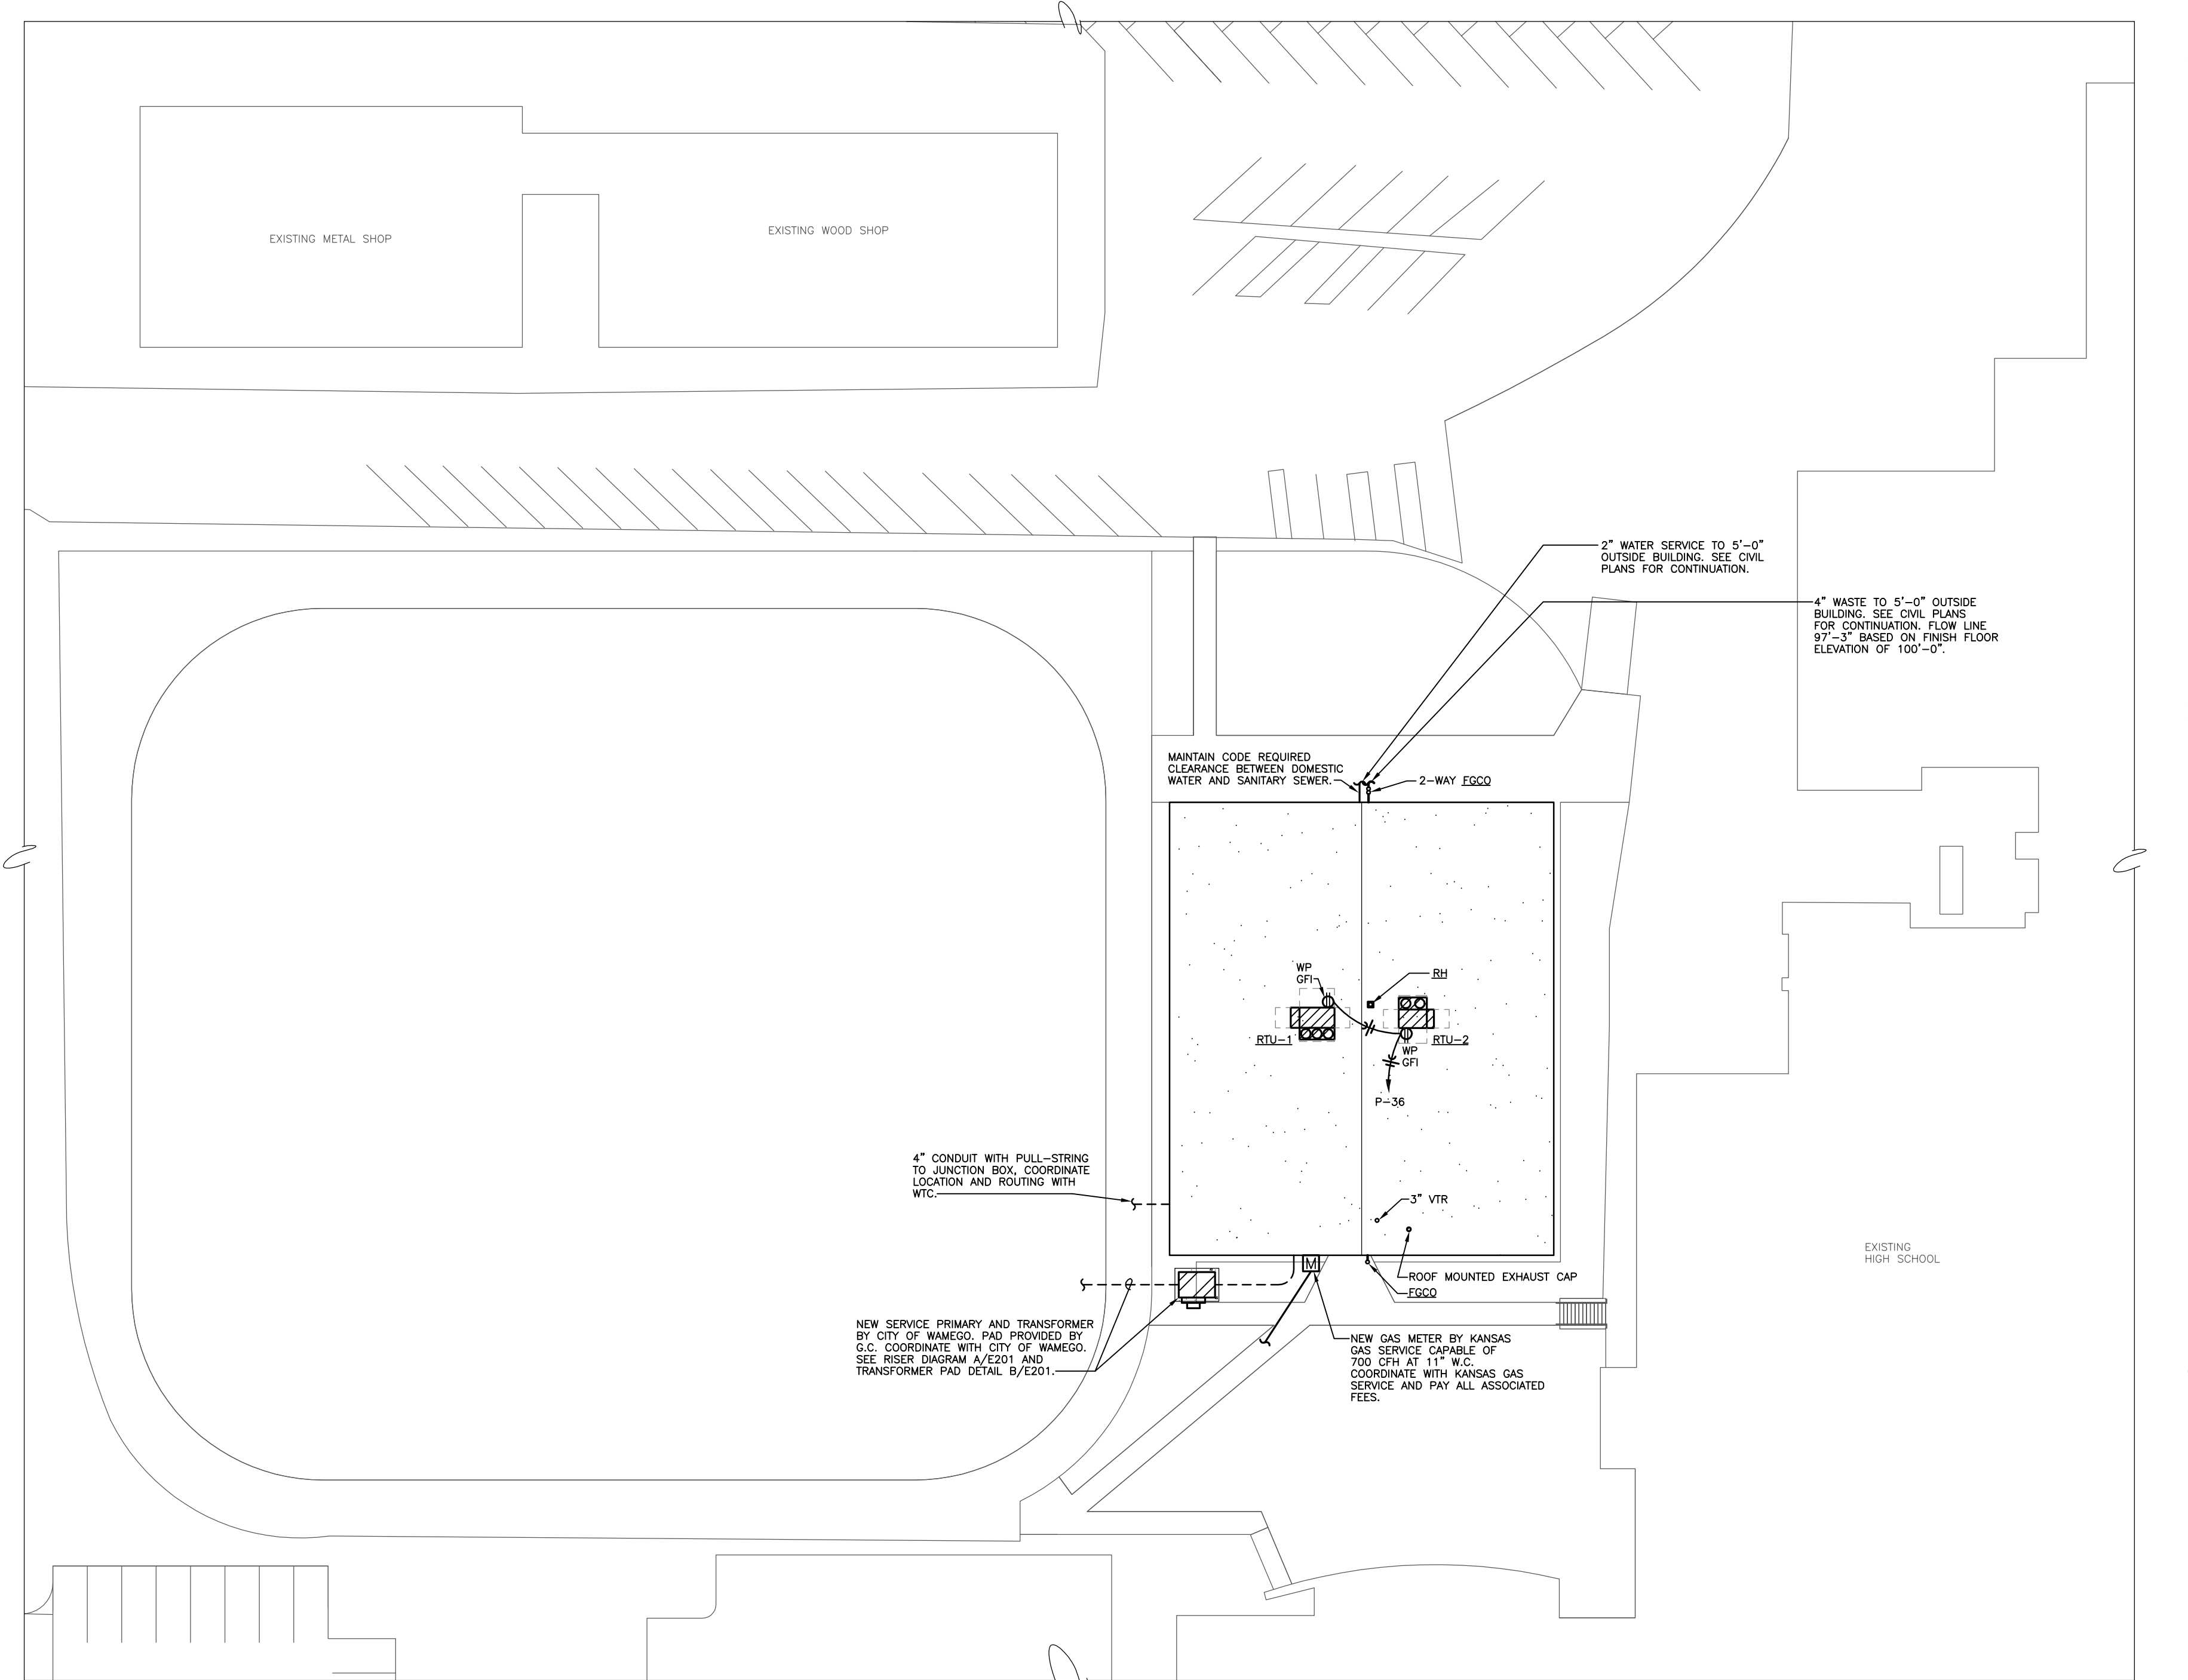 EXISTING METAL SHOP
EXISTING WOOD SHOP
2" WATER SERVICE TO 5'-0"
OUTSIDE BUILDING. SEE CIVIL
PLANS FOR CONTINUATION.
4" WASTE TO 5'-0" OUTSIDE
BUILDING. SEE CIVIL PLANS
FOR CONTINUATION. FLOW LINE
97'-3" BASED ON FINISH FLOOR
ELEVATION OF 100'-0".
MAINTAIN CODE REQUIRED
CLEARANCE BETWEEN DOMESTIC
WATER AND SANITARY SEWER.
2-WAY FGCO
WP
GFI
RH
RTU-1
RTU-2
WP
GFI
P-36
4" CONDUIT WITH PULL-STRING
TO JUNCTION BOX, COORDINATE
LOCATION AND ROUTING WITH
WTC.
3" VTR
EXISTING
HIGH SCHOOL
M
ROOF MOUNTED EXHAUST CAP
FGCO
NEW SERVICE PRIMARY AND TRANSFORMER
BY CITY OF WAMEGO. PAD PROVIDED BY
G.C. COORDINATE WITH CITY OF WAMEGO.
SEE RISER DIAGRAM A/E201 AND
TRANSFORMER PAD DETAIL B/E201.
NEW GAS METER BY KANSAS
GAS SERVICE CAPABLE OF
700 CFH AT 11" W.C.
COORDINATE WITH KANSAS GAS
SERVICE AND PAY ALL ASSOCIATED
FEES.